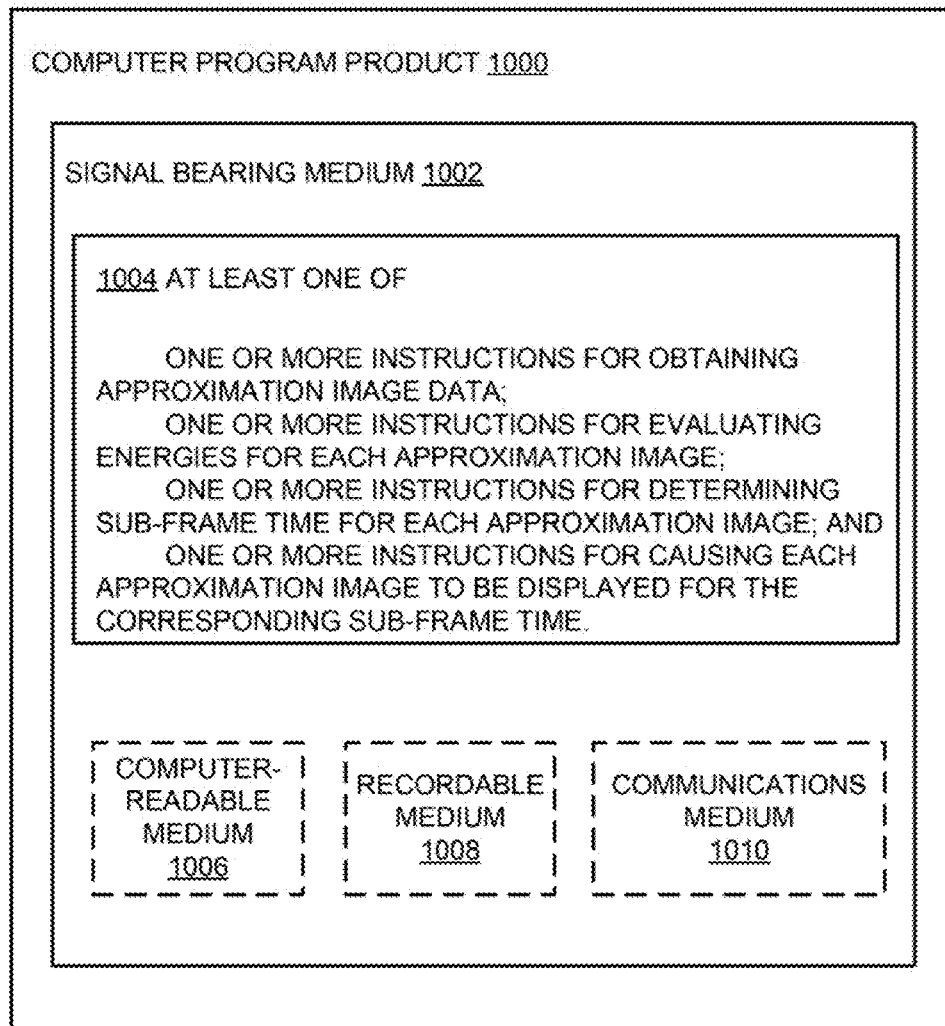 COMPUTER PROGRAM PRODUCT 1000
SIGNAL BEARING MEDIUM 1002
1004 AT LEAST ONE OF
ONE OR MORE INSTRUCTIONS FOR OBTAINING
APPROXIMATION IMAGE DATA;
ONE OR MORE INSTRUCTIONS FOR EVALUATING
ENERGIES FOR EACH APPROXIMATION IMAGE;
ONE OR MORE INSTRUCTIONS FOR DETERMINING
SUB-FRAME TIME FOR EACH APPROXIMATION IMAGE; AND
ONE OR MORE INSTRUCTIONS FOR CAUSING EACH
APPROXIMATION IMAGE TO BE DISPLAYED FOR THE
CORRESPONDING SUB-FRAME TIME.
COMPUTER-
READABLE
MEDIUM
1006
RECORDABLE
MEDIUM
1008
COMMUNICATIONS
MEDIUM
1010